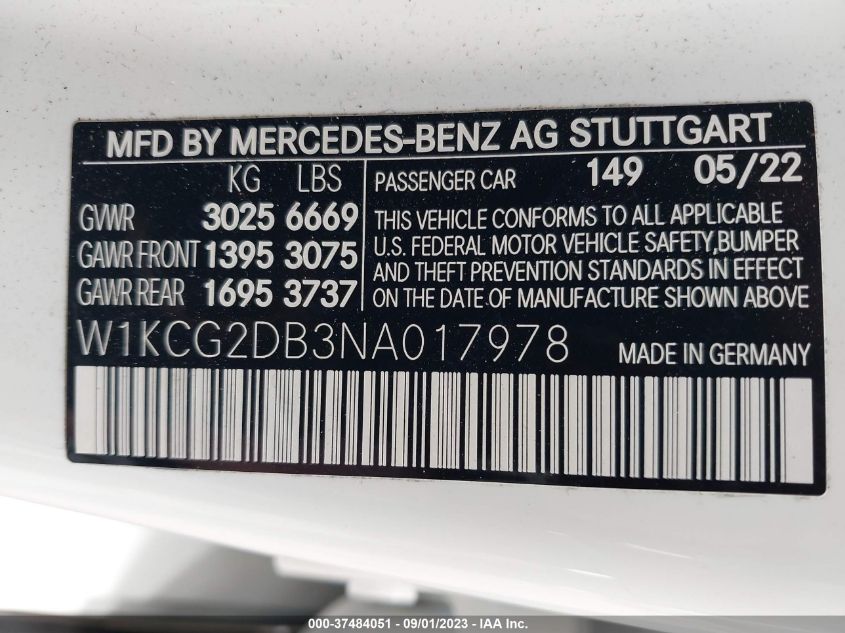 MFD BY MERCEDES-BENZ AG STUTTGART
KG LBS
GVWR 3025 6669
GAWR FRONT 1395 3075
GAWR REAR 1695 3737
PASSENGER CAR 149 05/22
THIS VEHICLE CONFORMS TO ALL APPLICABLE
U.S. FEDERAL MOTOR VEHICLE SAFETY,BUMPER
AND THEFT PREVENTION STANDARDS IN EFFECT
ON THE DATE OF MANUFACTURE SHOWN ABOVE
W1KCG2DB3NA017978 MADE IN GERMANY
000-37484051 - 09/01/2023 - IAA Inc.